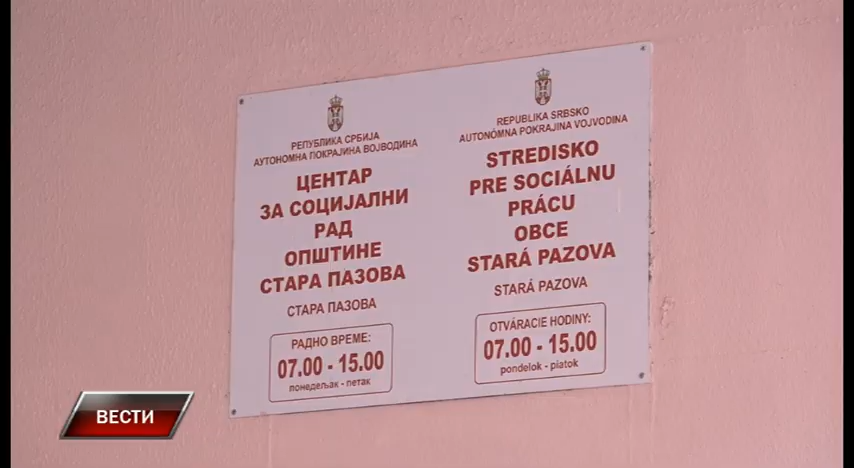 РЕПУБЛИКА СРБИЈА
АУТОНОМНА ПОКРАЈИНА ВОЈВОДИНА
ЦЕНТАР
ЗА СОЦИЈАЛНИ
РАД
ОПШТИНЕ
СТАРА ПАЗОВА
СТАРА ПАЗОВА
РАДНО ВРЕМЕ:
07.00 - 15.00
понедељак - петак
REPUBLIKA SRBSKO
AUTONÓMNA POKRAJINA VOJVODINA
STREDISKO
PRE SOCIÁLNU
PRÁCU
OBCE
STARÁ PAZOVA
STARÁ PAZOVA
OTVÁRACIE HODINY:
07.00 - 15.00
pondelok - piatok
ВЕСТИ